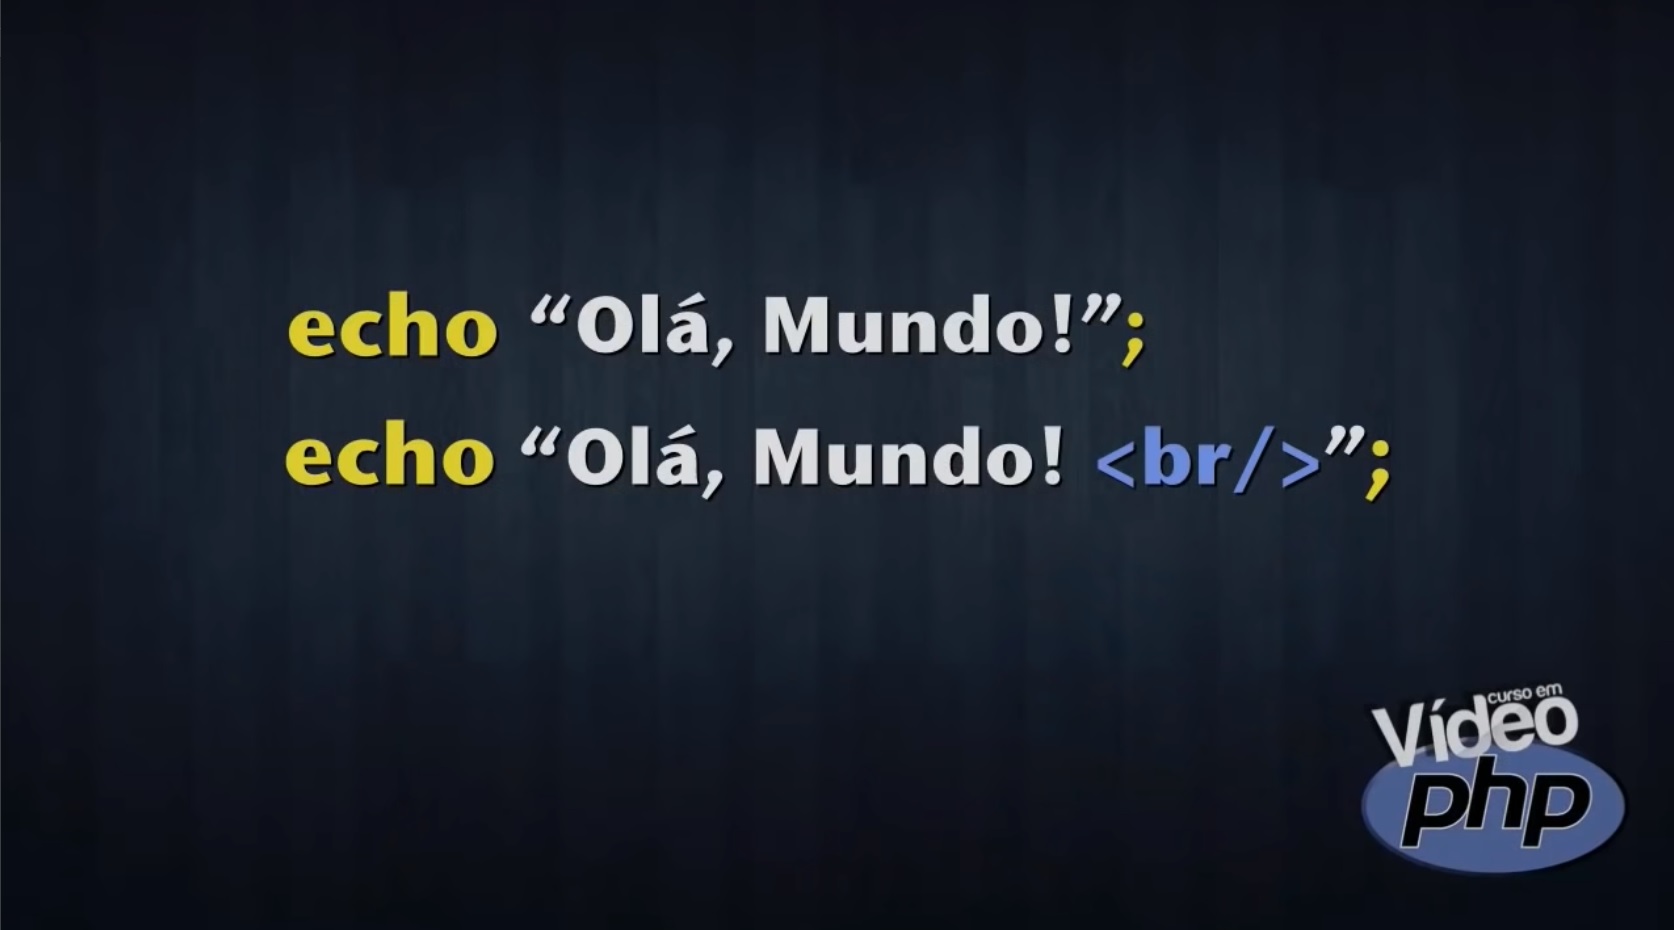 echo “Olá, Mundo!”;
echo “Olá, Mundo! <br/>”;
curso em
Vídeo
php